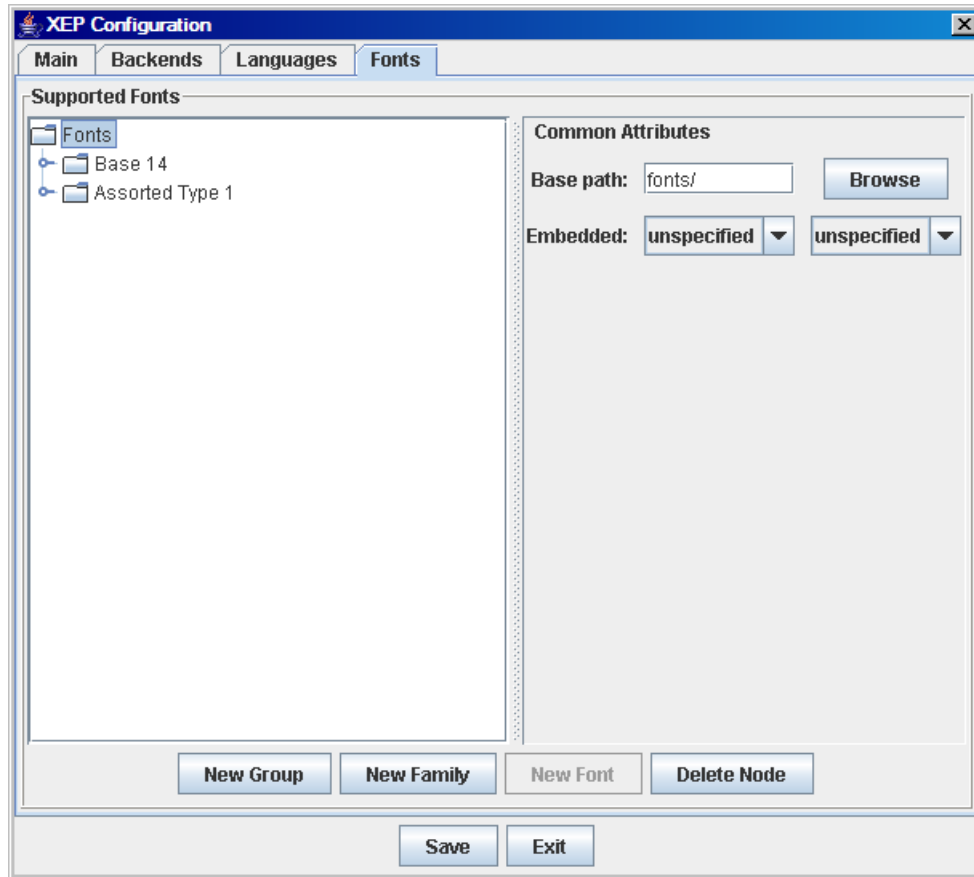 XEP Configuration
Main Backends Languages Fonts
Supported Fonts
Fonts
Base 14
Assorted Type 1
Common Attributes
Base path: fonts/ Browse
Embedded: unspecified unspecified
New Group New Family New Font Delete Node
Save Exit